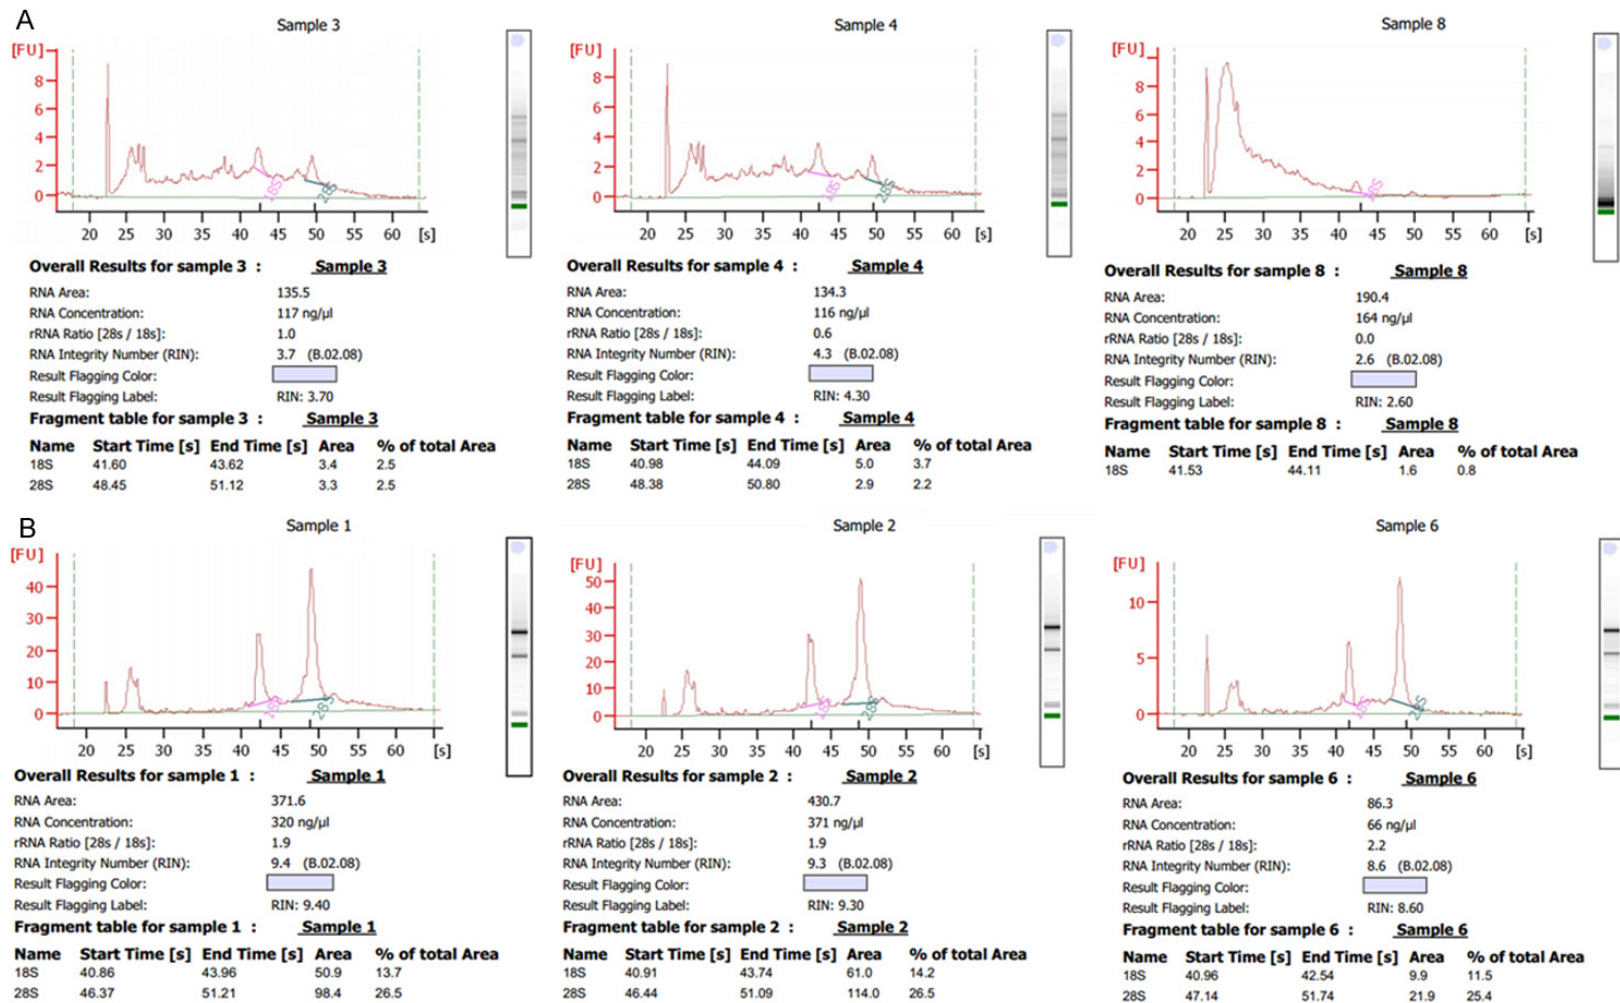 A
Sample 3
[FU]
8
6
4
2
0
18S
28S
20 25 30 35 40 45 50 55 60 [s]
Overall Results for sample 3 : Sample 3
RNA Area: 135.5
RNA Concentration: 117 ng/µl
rRNA Ratio [28s / 18s]: 1.0
RNA Integrity Number (RIN): 3.7 (B.02.08)
Result Flagging Color:
Result Flagging Label: RIN: 3.70
Fragment table for sample 3 : Sample 3
Name Start Time [s] End Time [s] Area % of total Area
18S 41.60 43.62 3.4 2.5
28S 48.45 51.12 3.3 2.5
Sample 4
[FU]
8
6
4
2
0
18S
28S
20 25 30 35 40 45 50 55 60 [s]
Overall Results for sample 4 : Sample 4
RNA Area: 134.3
RNA Concentration: 116 ng/µl
rRNA Ratio [28s / 18s]: 0.6
RNA Integrity Number (RIN): 4.3 (B.02.08)
Result Flagging Color:
Result Flagging Label: RIN: 4.30
Fragment table for sample 4 : Sample 4
Name Start Time [s] End Time [s] Area % of total Area
18S 40.98 44.09 5.0 3.7
28S 48.38 50.80 2.9 2.2
Sample 8
[FU]
8
6
4
2
0
18S
20 25 30 35 40 45 50 55 60 [s]
Overall Results for sample 8 : Sample 8
RNA Area: 190.4
RNA Concentration: 164 ng/µl
rRNA Ratio [28s / 18s]: 0.0
RNA Integrity Number (RIN): 2.6 (B.02.08)
Result Flagging Color:
Result Flagging Label: RIN: 2.60
Fragment table for sample 8 : Sample 8
Name Start Time [s] End Time [s] Area % of total Area
18S 41.53 44.11 1.6 0.8
B
Sample 1
[FU]
40
30
20
10
0
18S
28S
20 25 30 35 40 45 50 55 60 [s]
Overall Results for sample 1 : Sample 1
RNA Area: 371.6
RNA Concentration: 320 ng/µl
rRNA Ratio [28s / 18s]: 1.9
RNA Integrity Number (RIN): 9.4 (B.02.08)
Result Flagging Color:
Result Flagging Label: RIN: 9.40
Fragment table for sample 1 : Sample 1
Name Start Time [s] End Time [s] Area % of total Area
18S 40.86 43.96 50.9 13.7
28S 46.37 51.21 98.4 26.5
Sample 2
[FU]
50
40
30
20
10
0
18S
28S
20 25 30 35 40 45 50 55 60 [s]
Overall Results for sample 2 : Sample 2
RNA Area: 430.7
RNA Concentration: 371 ng/µl
rRNA Ratio [28s / 18s]: 1.9
RNA Integrity Number (RIN): 9.3 (B.02.08)
Result Flagging Color:
Result Flagging Label: RIN: 9.30
Fragment table for sample 2 : Sample 2
Name Start Time [s] End Time [s] Area % of total Area
18S 40.91 43.74 61.0 14.2
28S 46.44 51.09 114.0 26.5
Sample 6
[FU]
10
5
0
18S
28S
20 25 30 35 40 45 50 55 60 [s]
Overall Results for sample 6 : Sample 6
RNA Area: 86.3
RNA Concentration: 66 ng/µl
rRNA Ratio [28s / 18s]: 2.2
RNA Integrity Number (RIN): 8.6 (B.02.08)
Result Flagging Color:
Result Flagging Label: RIN: 8.60
Fragment table for sample 6 : Sample 6
Name Start Time [s] End Time [s] Area % of total Area
18S 40.96 42.54 9.9 11.5
28S 47.14 51.74 21.9 25.4